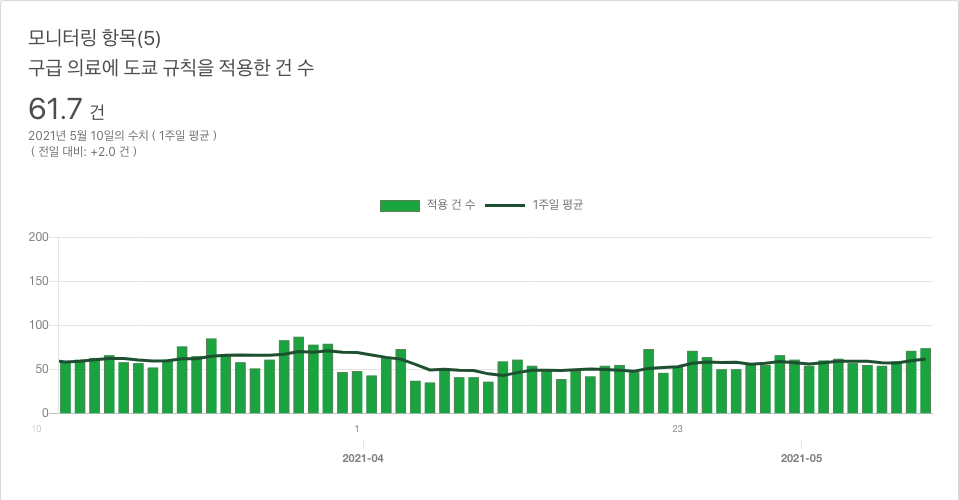 모니터링 항목(5)
구급 의료에 도쿄 규칙을 적용한 건 수
61.7 건
2021년 5월 10일의 수치 ( 1주일 평균 )
( 전일 대비: +2.0 건 )
적용 건 수 1주일 평균
200
150
100
50
0
10 1 23
2021-04 2021-05